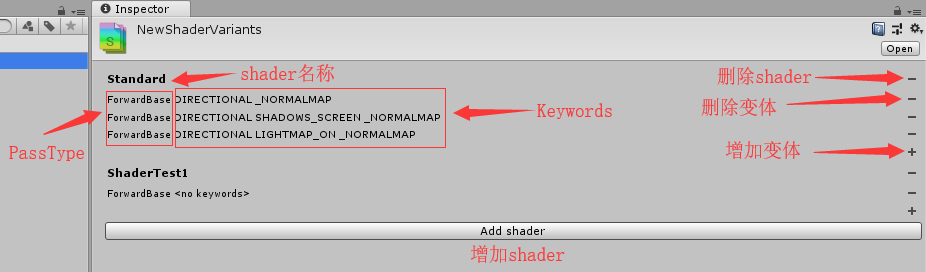 Inspector
NewShaderVariants
Open
Standard
shader名称
删除shader
ForwardBase DIRECTIONAL _NORMALMAP
删除变体
ForwardBase DIRECTIONAL SHADOWS_SCREEN _NORMALMAP
Keywords
ForwardBase DIRECTIONAL LIGHTMAP_ON _NORMALMAP
PassType
增加变体
ShaderTest1
ForwardBase <no keywords>
Add shader
增加shader